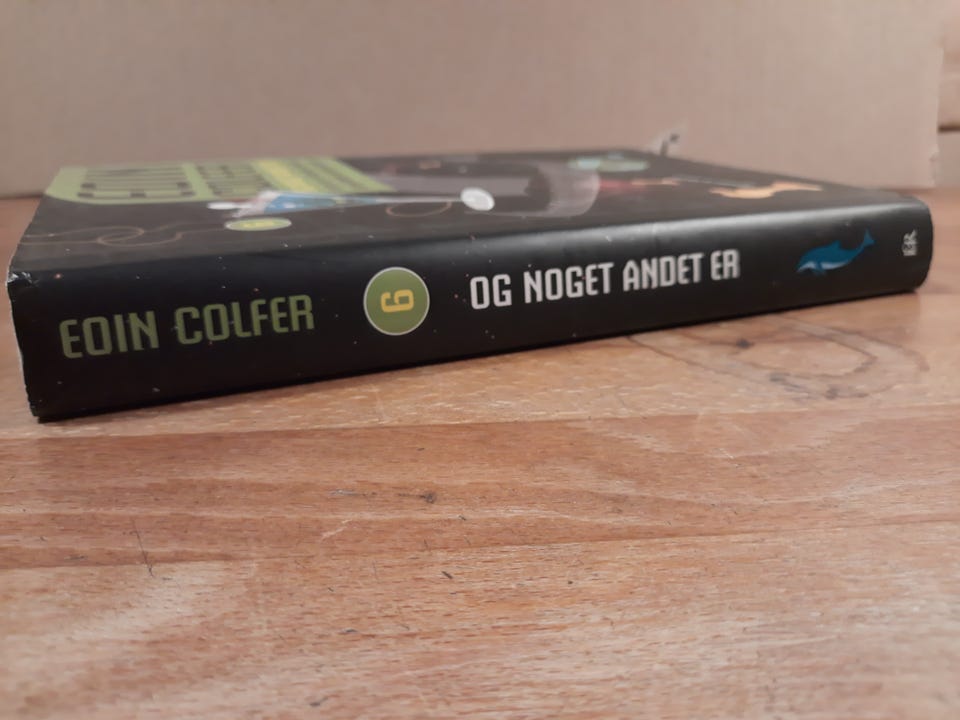 EOIN COLFER
6
OG NOGET ANDET ER